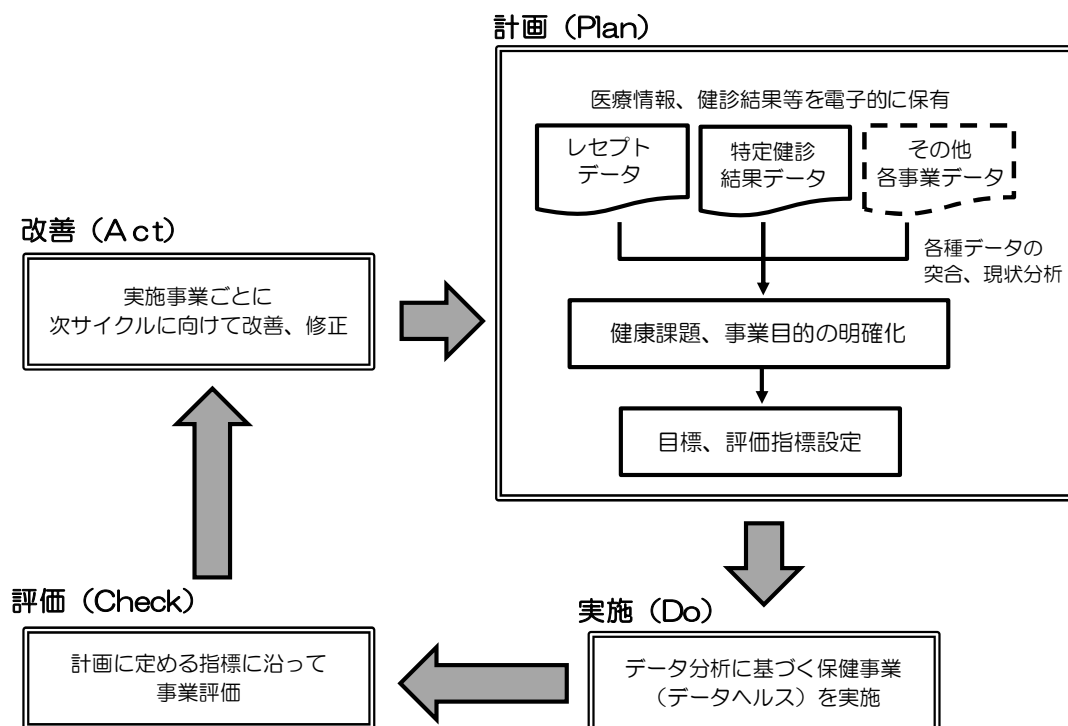 計画（Plan）
医療情報、健診結果等を電子的に保有
レセプト
データ
特定健診
結果データ
その他
各事業データ
各種データの
突合、現状分析
健康課題、事業目的の明確化
目標、評価指標設定
実施（Do）
データ分析に基づく保健事業
（データヘルス）を実施
評価（Check）
計画に定める指標に沿って
事業評価
改善（Act）
実施事業ごとに
次サイクルに向けて改善、修正